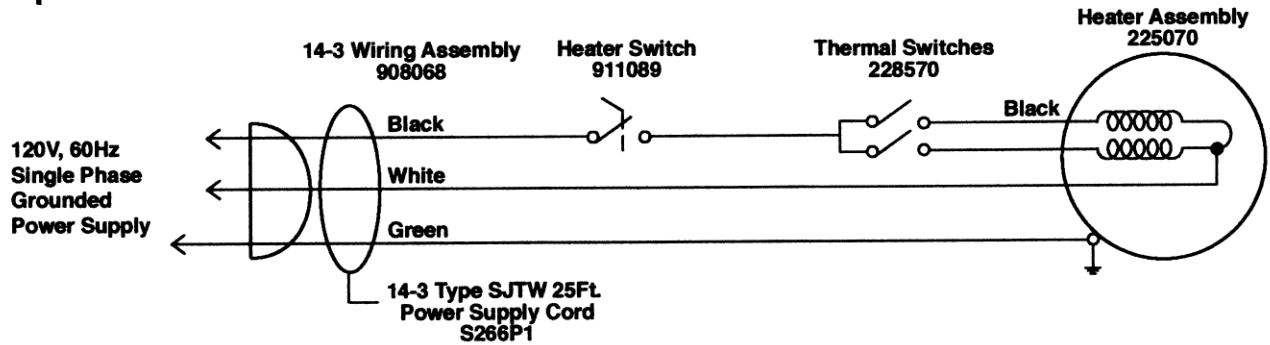 Heater Assembly
225070
14-3 Wiring Assembly
908068
Heater Switch
911089
Thermal Switches
228570
Black
Black
120V, 60Hz
Single Phase
Grounded
Power Supply
White
Green
14-3 Type SJTW 25Ft.
Power Supply Cord
S266P1